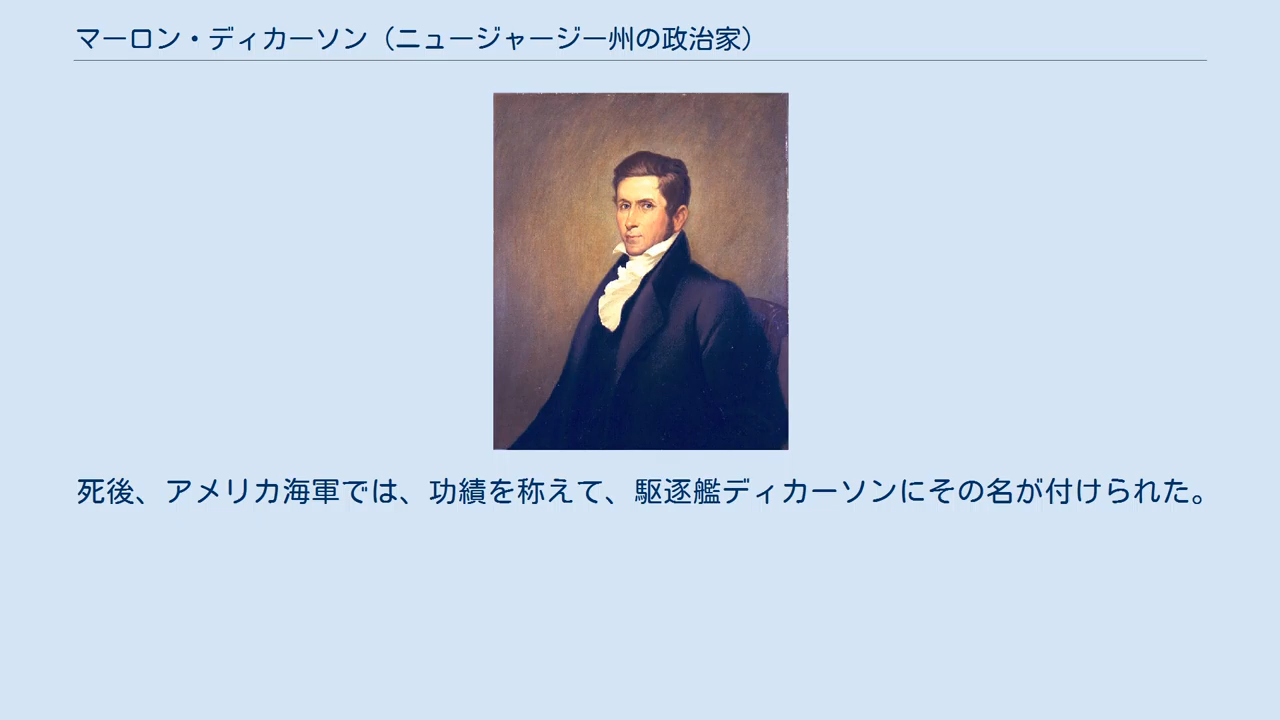 マーロン・ディカーソン（ニュージャージー州の政治家）
死後、アメリカ海軍では、功績を称えて、駆逐艦ディカーソンにその名が付けられた。